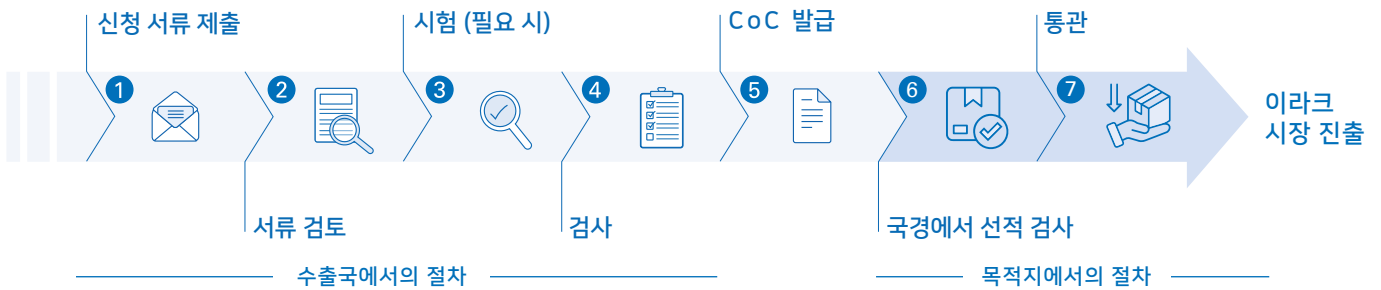 신청 서류 제출
시험 (필요 시)
CoC 발급
통관
1
2
3
4
5
6
7
이라크
시장 진출
서류 검토
검사
국경에서 선적 검사
수출국에서의 절차
목적지에서의 절차